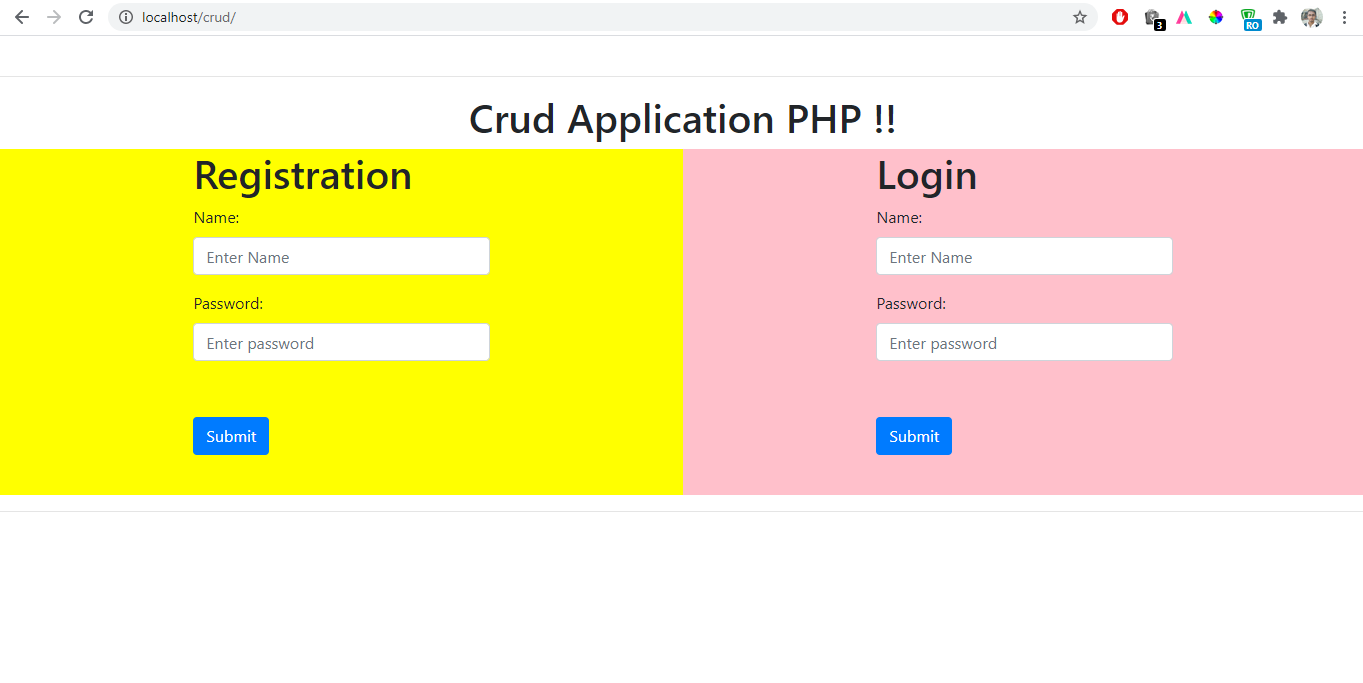 localhost/crud/
3
RO
Crud Application PHP !!
Registration
Name:
Enter Name
Password:
Enter password
Submit
Login
Name:
Enter Name
Password:
Enter password
Submit